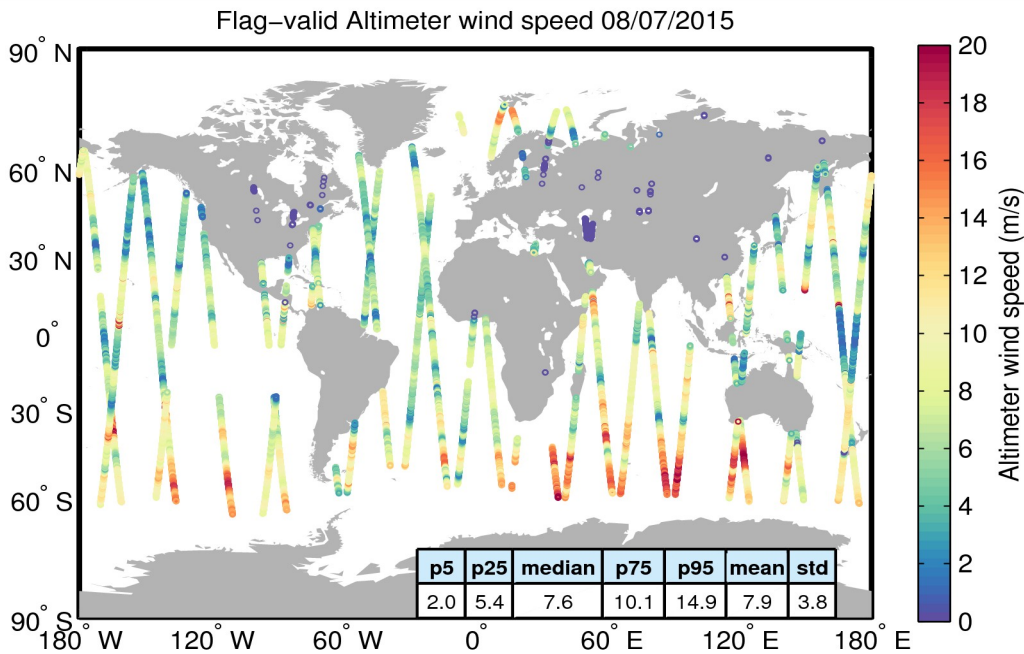 Flag−valid Altimeter wind speed 08/07/2015
90° N
60° N
30° N
0°
30° S
60° S
90° S
180° W
120° W
60° W
0°
60° E
120° E
180° E
p5 p25 median p75 p95 mean std
2.0 5.4 7.6 10.1 14.9 7.9 3.8
20
18
16
14
12
10
8
6
4
2
0
Altimeter wind speed (m/s)